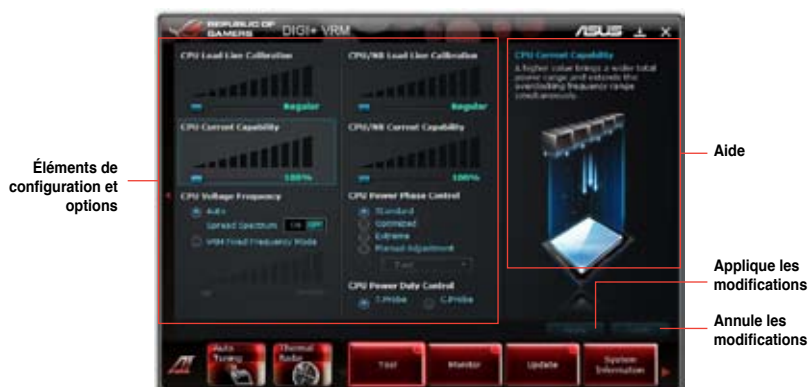 REPUBLIC OF
GAMERS
DIGI+ VRM
ASUS
CPU Load Line Calibration
Regular
CPU/NB Load Line Calibration
Regular
CPU Current Capability
100%
CPU/NB Current Capability
100%
CPU Voltage Frequency
Auto
Spread Spectrum
VRM Fixed Frequency Mode
CPU Power Phase Control
Standard
Optimized
Extreme
Manual Adjustment
Fast
CPU Power Duty Control
T.Probe
C.Probe
CPU Current Capability
A higher value brings a wider total
power range and extends the
overclocking frequency range
simultaneously.
Éléments de
configuration et
options
Aide
Applique les
modifications
Annule les
modifications
Auto
Tuning
Thermal
Radar
Tool
Monitor
Update
System
Information